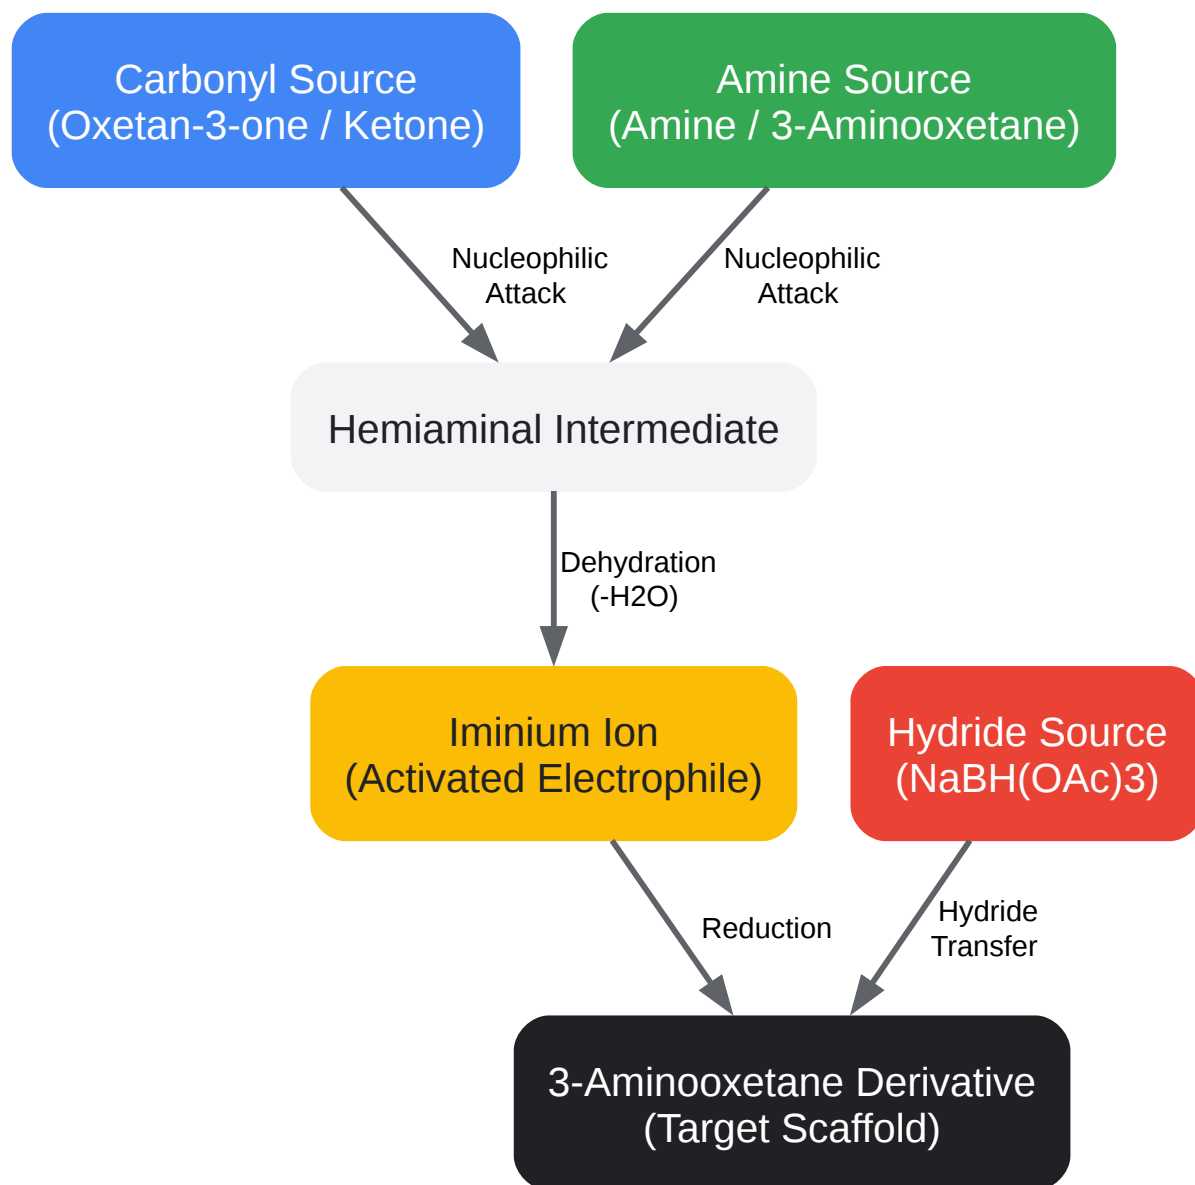 Carbonyl Source
(Oxetan-3-one / Ketone)
Amine Source
(Amine / 3-Aminooxetane)
Nucleophilic
Attack
Nucleophilic
Attack
Hemiaminal Intermediate
Dehydration
(-H2O)
Iminium Ion
(Activated Electrophile)
Hydride Source
(NaBH(OAc)3)
Reduction
Hydride
Transfer
3-Aminooxetane Derivative
(Target Scaffold)